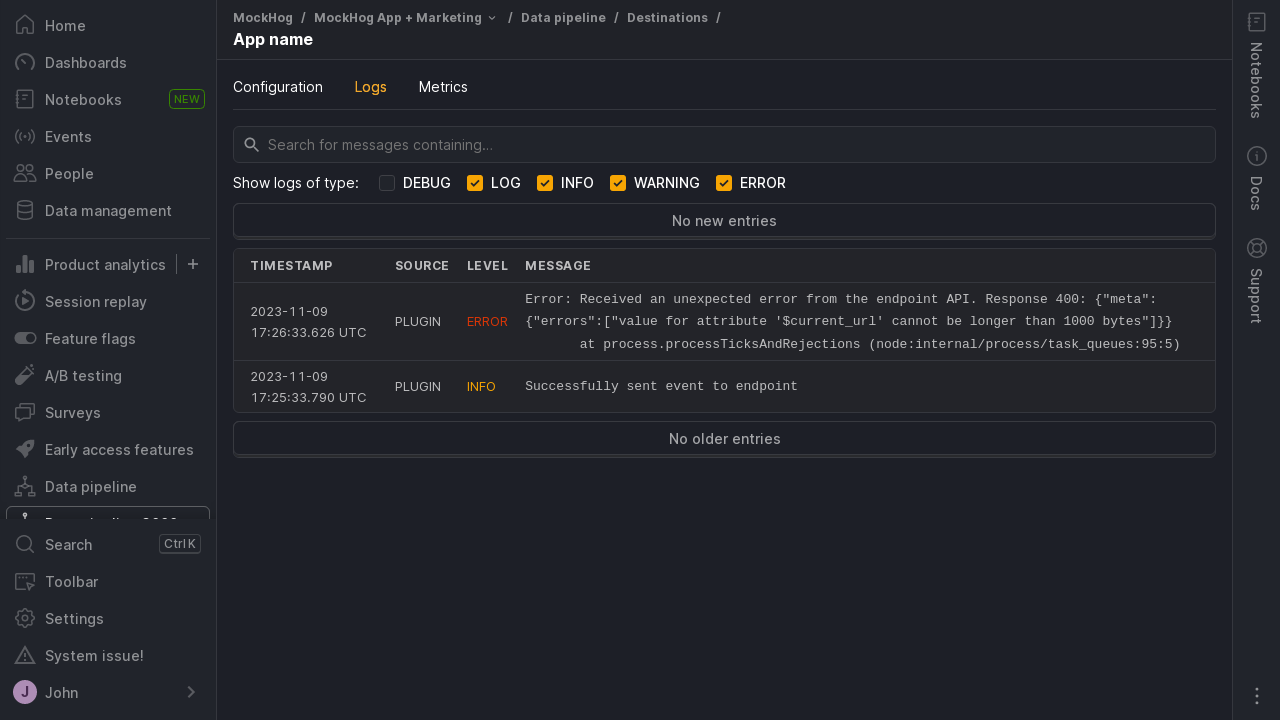 Home
Dashboards
Notebooks NEW
Events
People
Data management
Product analytics
Session replay
Feature flags
A/B testing
Surveys
Early access features
Data pipeline
Search Ctrl K
Toolbar
Settings
System issue!
J John
MockHog / MockHog App + Marketing / Data pipeline / Destinations /
App name
Configuration Logs Metrics
Search for messages containing…
Show logs of type: DEBUG LOG INFO WARNING ERROR
No new entries
TIMESTAMP SOURCE LEVEL MESSAGE
2023-11-09
17:26:33.626 UTC
PLUGIN
ERROR
Error: Received an unexpected error from the endpoint API. Response 400: {"meta":
{"errors":["value for attribute '$current_url' cannot be longer than 1000 bytes"]}}
at process.processTicksAndRejections (node:internal/process/task_queues:95:5)
2023-11-09
17:25:33.790 UTC
PLUGIN
INFO
Successfully sent event to endpoint
No older entries
Notebooks
Docs
Support